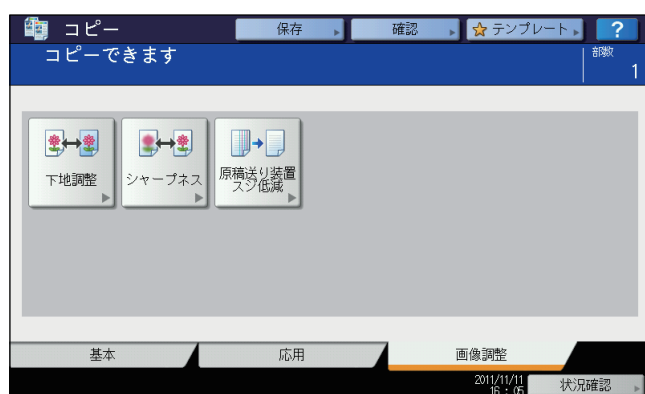 コピー
保存
確認
テンプレート
?
コピーできます
部数
1
下地調整
シャープネス
原稿送り装置
スジ低減
基本
応用
画像調整
2011/11/11
16 : 05
状況確認